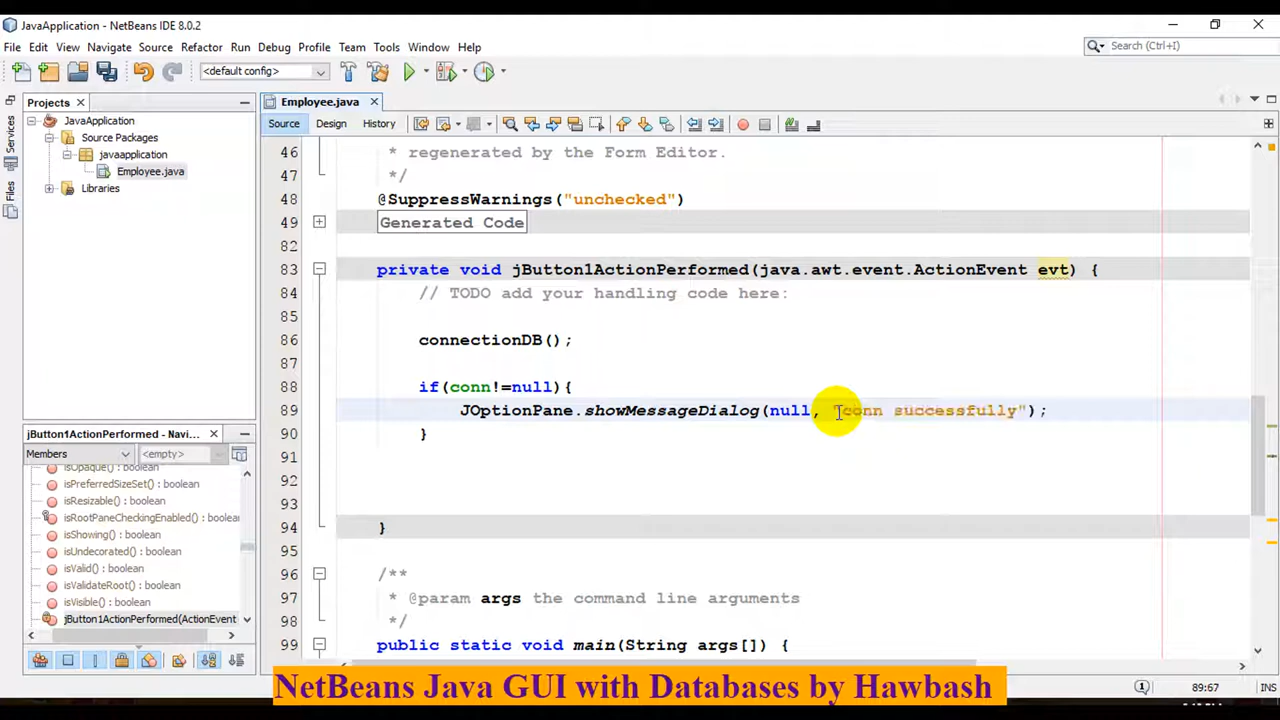 JavaApplication - NetBeans IDE 8.0.2
File Edit View Navigate Source Refactor Run Debug Profile Team Tools Window Help
Search (Ctrl+I)
<default config>
Projects
Employee.java
Services
Files
JavaApplication
Source Packages
javaapplication
Employee.java
Libraries
Source Design History
46 * regenerated by the Form Editor.
47 */
48 @SuppressWarnings("unchecked")
49 Generated Code
82
83 private void jButton1ActionPerformed(java.awt.event.ActionEvent evt) {
84 // TODO add your handling code here:
85
86 connectionDB();
87
88 if(conn!=null){
89 JOptionPane.showMessageDialog(null, "conn successfully");
90 }
91
92
93
94 }
95
96 /**
97 * @param args the command line arguments
98 */
99 public static void main(String args[]) {
jButton1ActionPerformed - Navi...
Members
<empty>
isOpaque() : boolean
isPreferredSizeSet() : boolean
isResizable() : boolean
isRootPaneCheckingEnabled() : boolean
isShowing() : boolean
isUndecorated() : boolean
isValid() : boolean
isValidateRoot() : boolean
isVisible() : boolean
jButton1ActionPerformed(ActionEvent
NetBeans Java GUI with Databases by Hawbash
1
89:67
INS